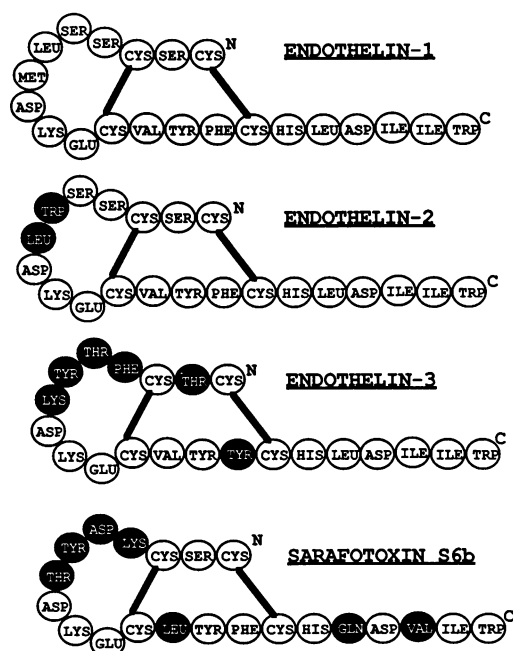 LEU SER SER CYS SER CYS N
ENDOTHELIN-1
MET
ASP
LYS GLU CYS VAL TYR PHE CYS HIS LEU ASP ILE ILE TRP C
TRP SER SER CYS SER CYS N
ENDOTHELIN-2
LEU
ASP
LYS GLU CYS VAL TYR PHE CYS HIS LEU ASP ILE ILE TRP C
TYR THR PHE CYS THR CYS N
ENDOTHELIN-3
LYS
ASP
LYS GLU CYS VAL TYR TYR CYS HIS LEU ASP ILE ILE TRP C
TYR ASP LYS CYS SER CYS N
SARAFOTOXIN S6b
THR
ASP
LYS GLU CYS LEU TYR PHE CYS HIS GLN ASP VAL ILE TRP C